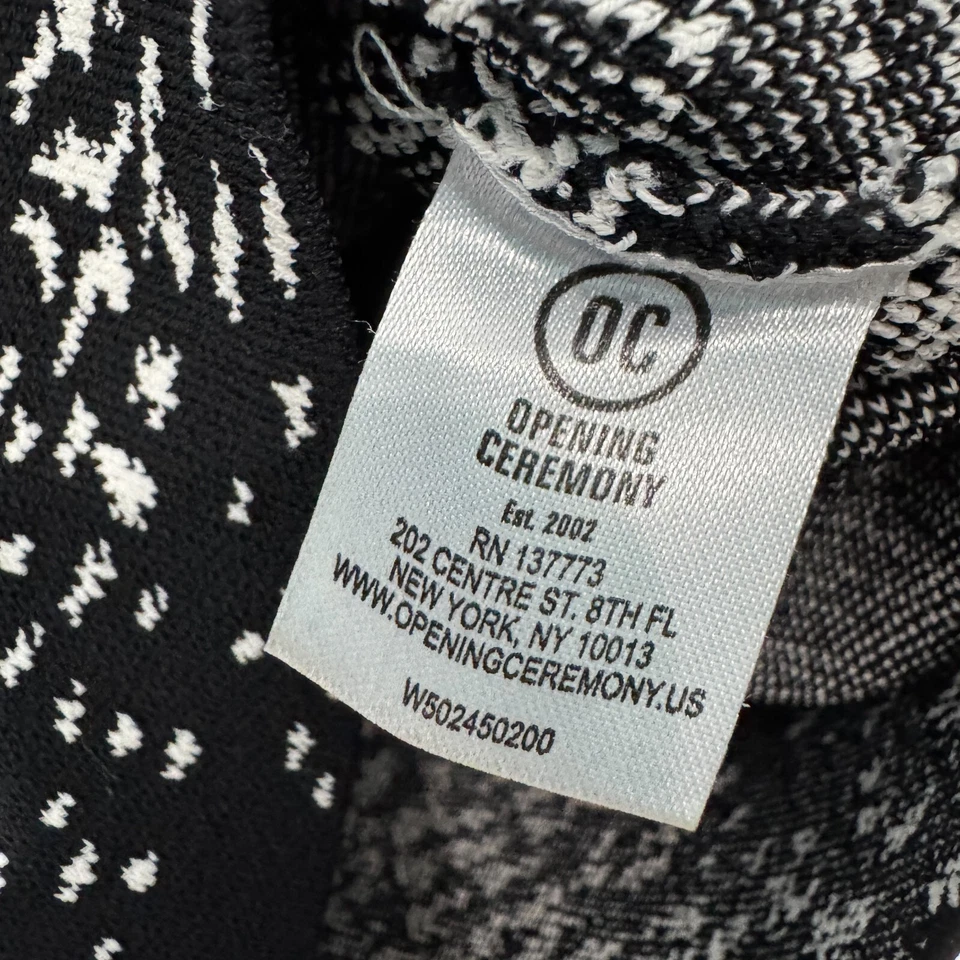 OC
OPENING
CEREMONY
Est. 2002
RN 137773
202 CENTRE ST. 8TH FL
NEW YORK, NY 10013
WWW.OPENINGCEREMONY.US
W502450200